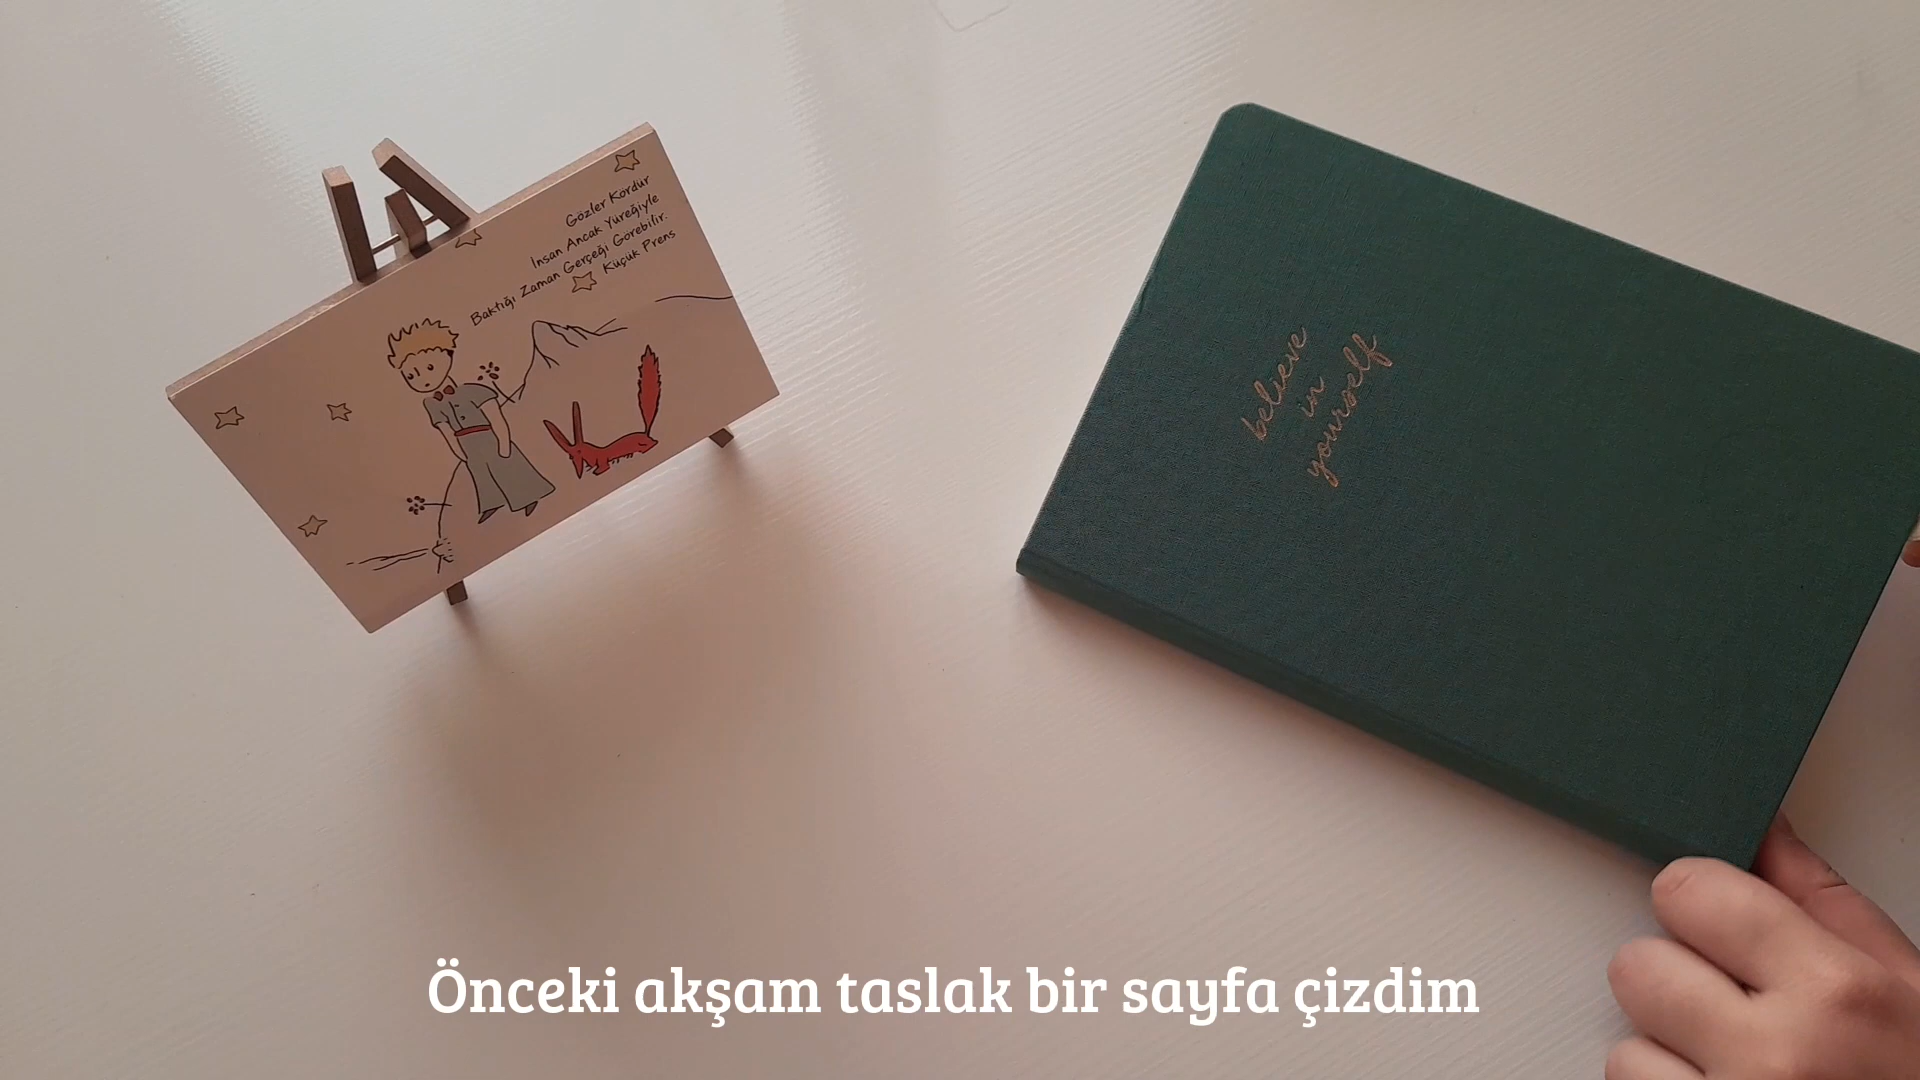 Gözler Kördür
İnsan Ancak Yüreğiyle
Baktığı Zaman Gerçeği Görebilir.
Küçük Prens
believe
in
yourself
Önceki akşam taslak bir sayfa çizdim